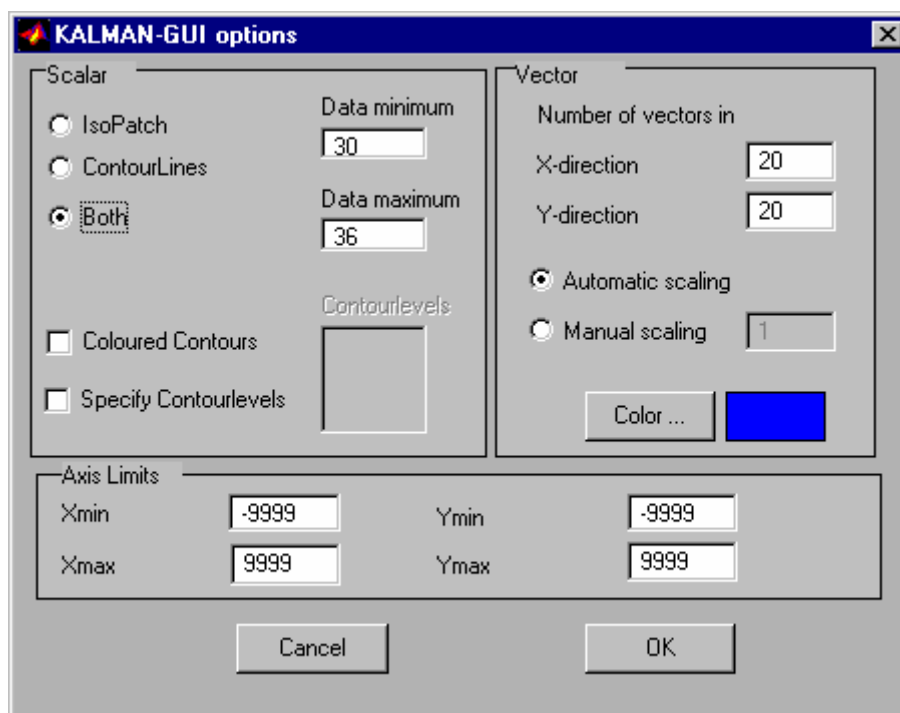 KALMAN-GUI options
Scalar
IsoPatch
ContourLines
Both
Data minimum
30
Data maximum
36
Contourlevels
Coloured Contours
Specify Contourlevels
Vector
Number of vectors in
X-direction
20
Y-direction
20
Automatic scaling
Manual scaling
1
Color ...
Axis Limits
Xmin
-9999
Ymin
-9999
Xmax
9999
Ymax
9999
Cancel
OK